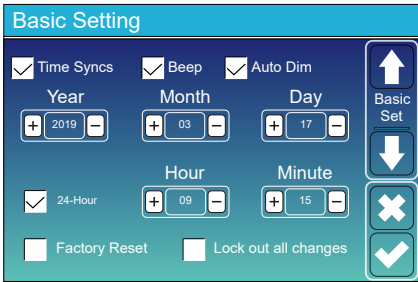 Basic Setting
Time Syncs Beep Auto Dim
Year Month Day
+ 2019 − + 03 − + 17 −
Basic
Set
Hour Minute
24-Hour + 09 − + 15 −
Factory Reset Lock out all changes